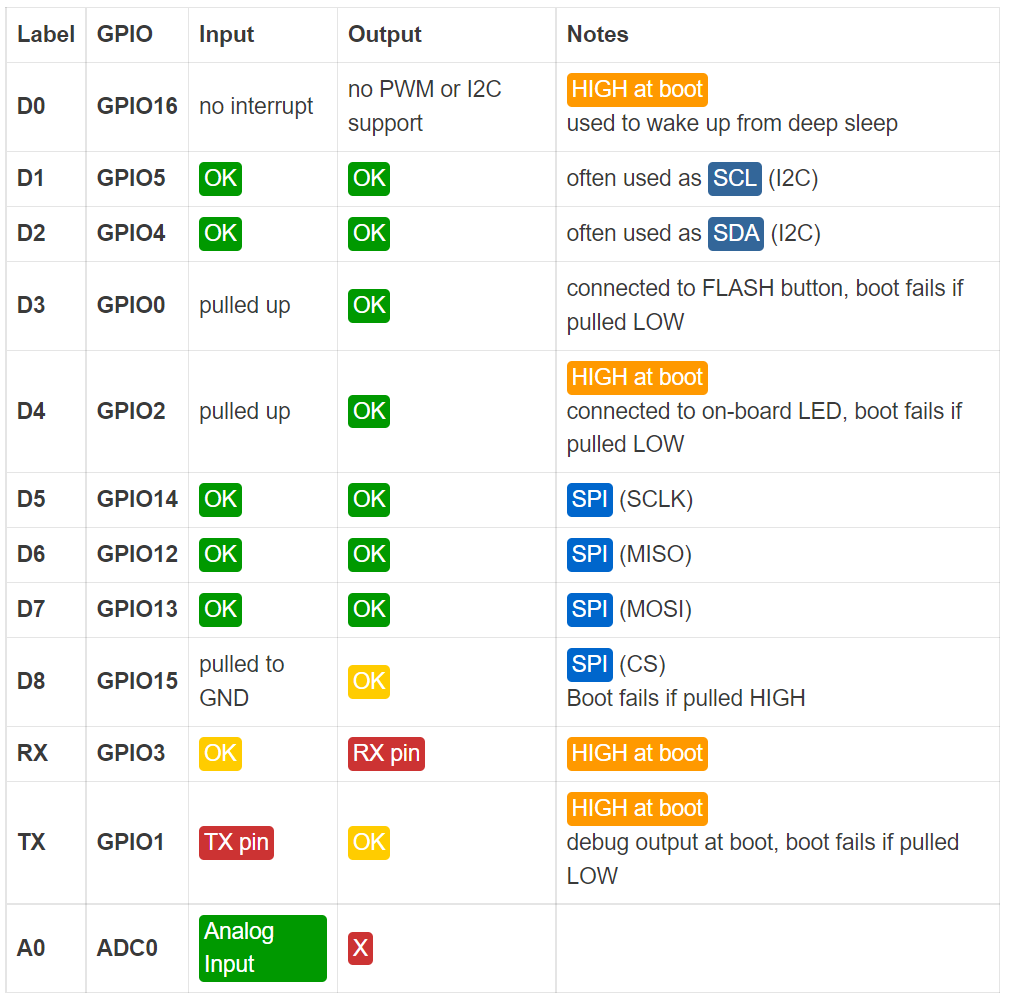 Label GPIO Input Output Notes
D0 GPIO16 no interrupt no PWM or I2C support HIGH at boot
used to wake up from deep sleep
D1 GPIO5 OK OK often used as SCL (I2C)
D2 GPIO4 OK OK often used as SDA (I2C)
D3 GPIO0 pulled up OK connected to FLASH button, boot fails if
pulled LOW
D4 GPIO2 pulled up OK HIGH at boot
connected to on-board LED, boot fails if
pulled LOW
D5 GPIO14 OK OK SPI (SCLK)
D6 GPIO12 OK OK SPI (MISO)
D7 GPIO13 OK OK SPI (MOSI)
D8 GPIO15 pulled to GND OK SPI (CS)
Boot fails if pulled HIGH
RX GPIO3 OK RX pin HIGH at boot
TX GPIO1 TX pin OK HIGH at boot
debug output at boot, boot fails if pulled
LOW
A0 ADC0 Analog Input X